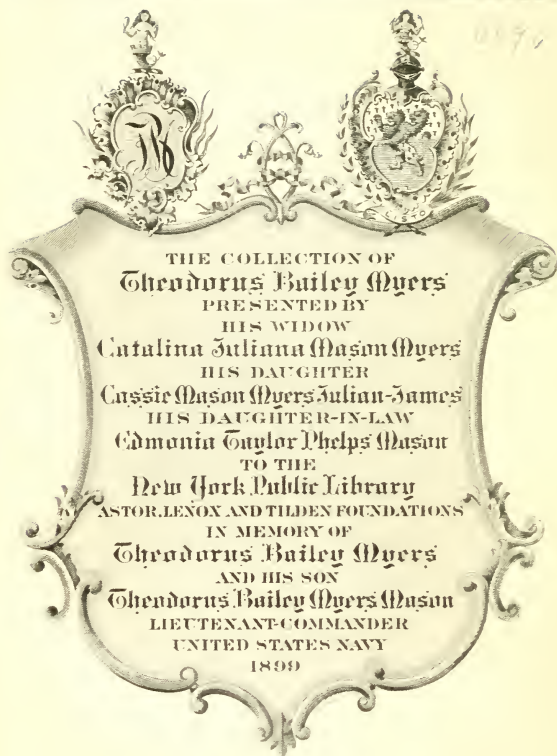 THE COLLECTION OF
Theodorus Bailey Myers
PRESENTED BY
HIS WIDOW
Catalina Juliana Mason Myers
HIS DAUGHTER
Cassie Mason Myers Julian-James
HIS DAUGHTER-IN-LAW
Edmonia Taylor Phelps Mason
TO THE
New York Public Library
ASTOR, LENOX AND TILDEN FOUNDATIONS
IN MEMORY OF
Theodorus Bailey Myers
AND HIS SON
Theodorus Bailey Myers Mason
LIEUTENANT-COMMANDER
UNITED STATES NAVY
1899